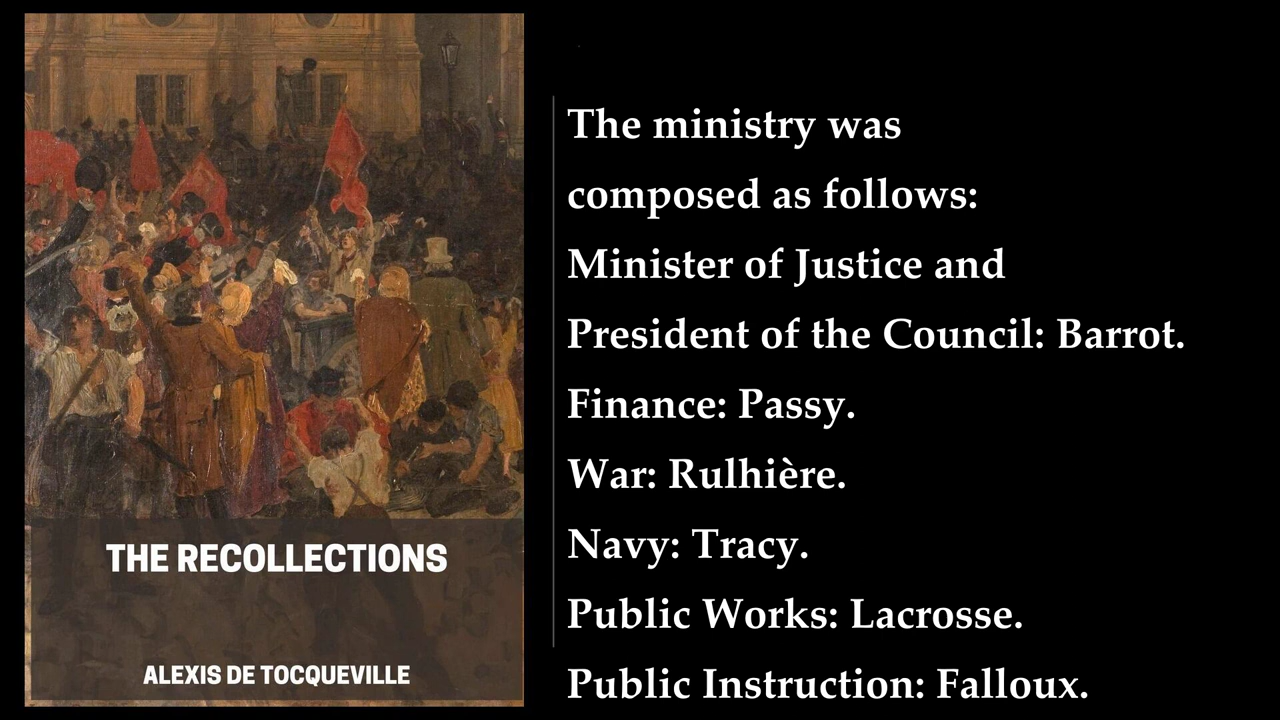 THE RECOLLECTIONS
ALEXIS DE TOCQUEVILLE
The ministry was
composed as follows:
Minister of Justice and
President of the Council: Barrot.
Finance: Passy.
War: Rulhière.
Navy: Tracy.
Public Works: Lacrosse.
Public Instruction: Falloux.